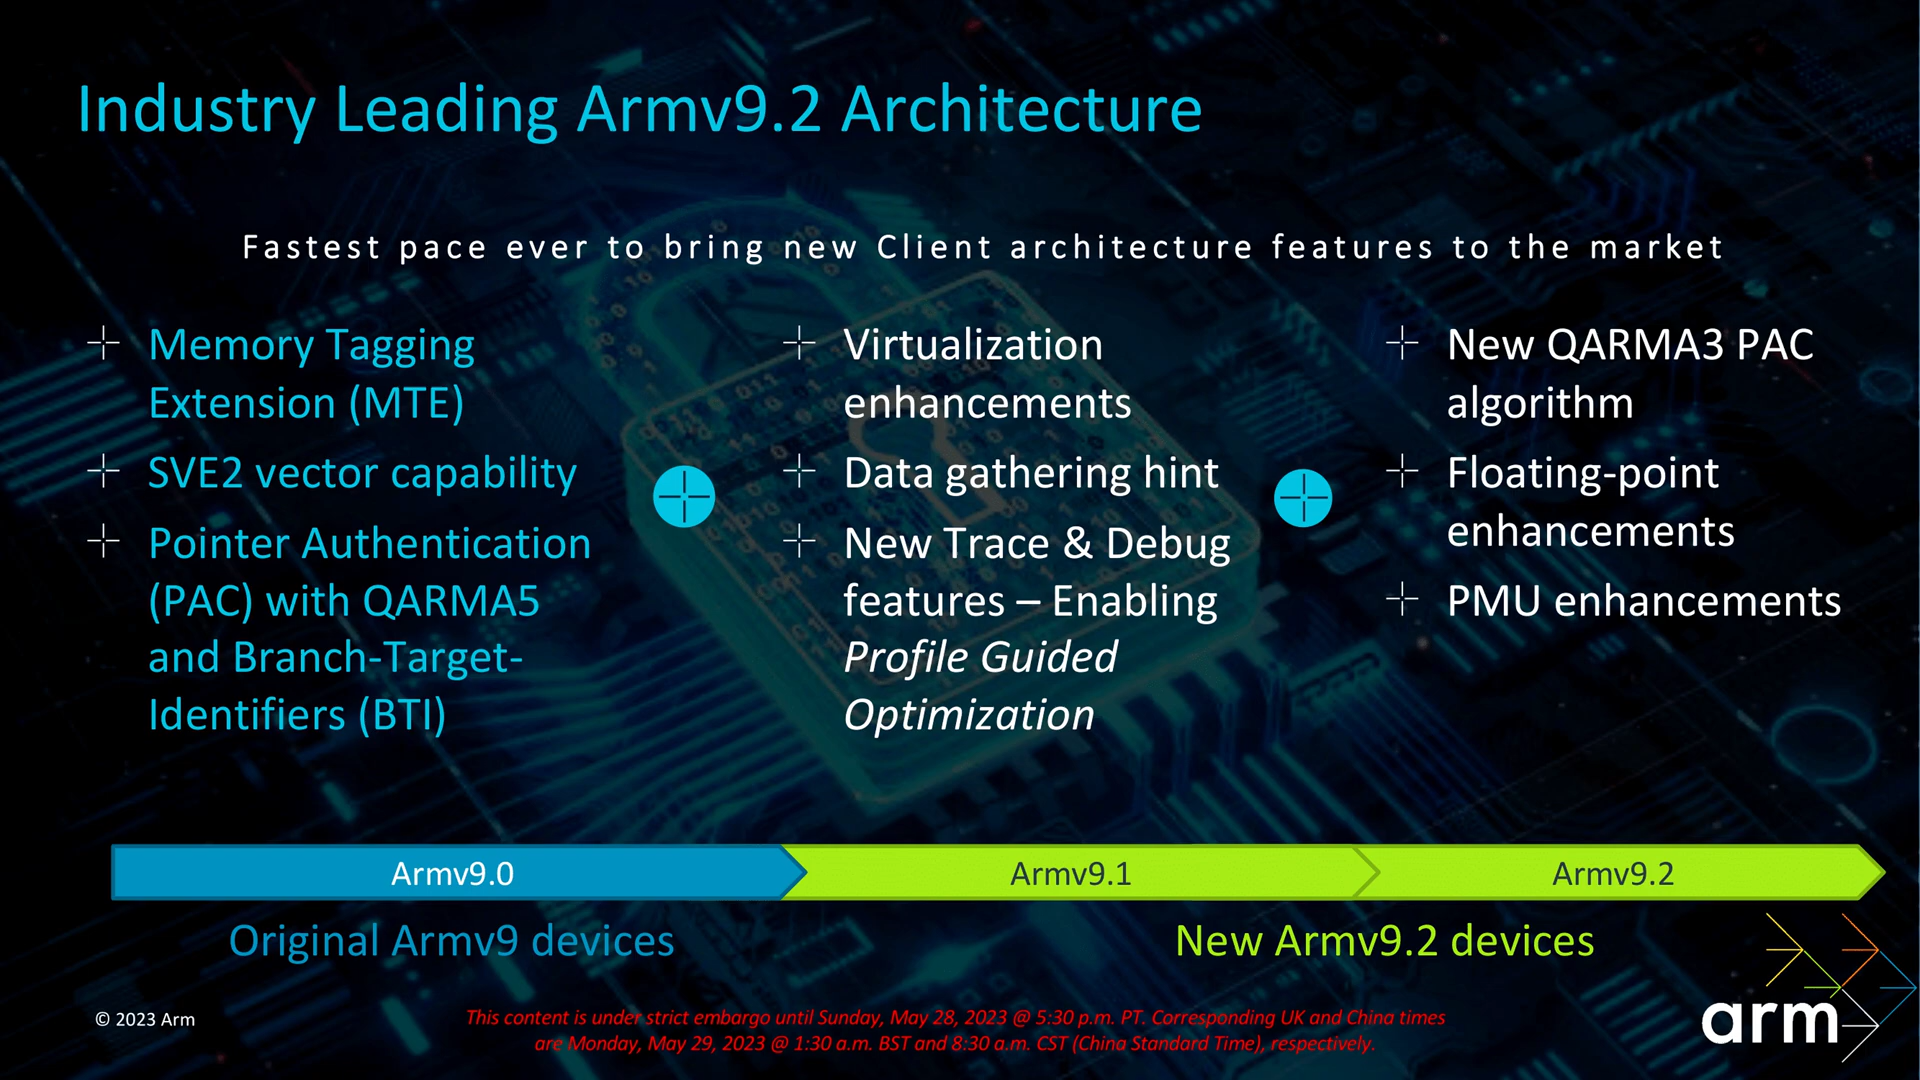 Industry Leading Armv9.2 Architecture
Fastest pace ever to bring new Client architecture features to the market
Memory Tagging
Extension (MTE)
SVE2 vector capability
Pointer Authentication
(PAC) with QARMA5
and Branch-Target-
Identifiers (BTI)
Virtualization
enhancements
Data gathering hint
New Trace & Debug
features – Enabling
Profile Guided
Optimization
New QARMA3 PAC
algorithm
Floating-point
enhancements
PMU enhancements
Armv9.0
Armv9.1
Armv9.2
Original Armv9 devices
New Armv9.2 devices
© 2023 Arm
This content is under strict embargo until Sunday, May 28, 2023 @ 5:30 p.m. PT. Corresponding UK and China times
are Monday, May 29, 2023 @ 1:30 a.m. BST and 8:30 a.m. CST (China Standard Time), respectively.
arm